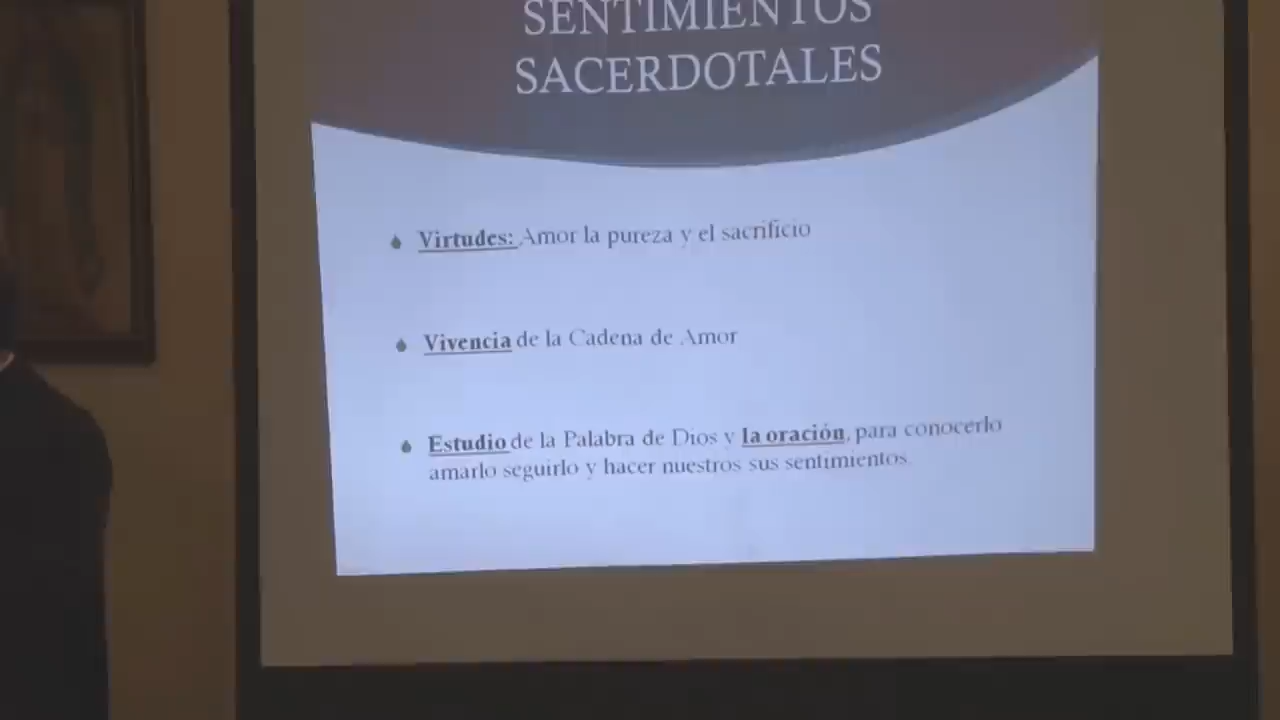 SENTIMIENTOS
SACERDOTALES
Virtudes: Amor la pureza y el sacrificio
Vivencia de la Cadena de Amor
Estudio de la Palabra de Dios y la oración, para conocerlo
amarlo seguirlo y hacer nuestros sus sentimientos.